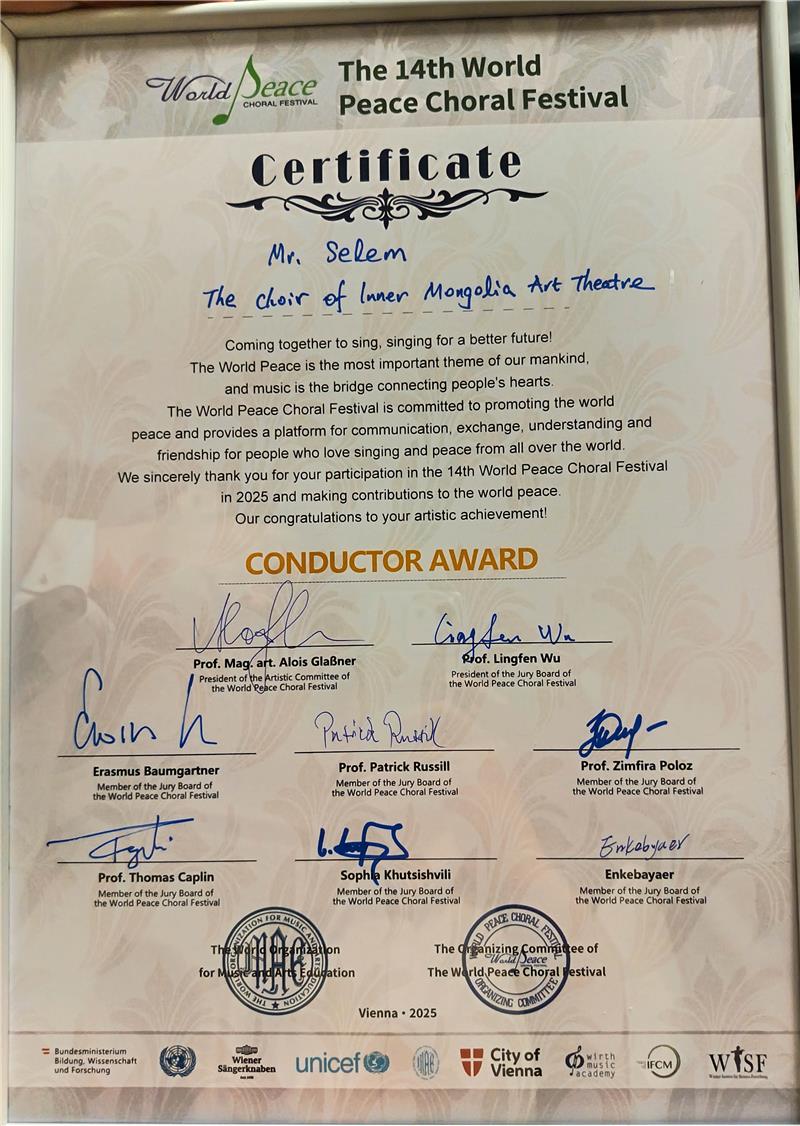 World Peace
CHORAL FESTIVAL
The 14th World
Peace Choral Festival
Certificate
Mr. Selem
The choir of Inner Mongolia Art Theatre
Coming together to sing, singing for a better future!
The World Peace is the most important theme of our mankind,
and music is the bridge connecting people's hearts.
The World Peace Choral Festival is committed to promoting the world
peace and provides a platform for communication, exchange, understanding and
friendship for people who love singing and peace from all over the world.
We sincerely thank you for your participation in the 14th World Peace Choral Festival
in 2025 and making contributions to the world peace.
Our congratulations to your artistic achievement!
CONDUCTOR AWARD
Lingfen Wu
Prof. Mag. art. Alois Glaßner
President of the Artistic Committee of
the World Peace Choral Festival
Prof. Lingfen Wu
President of the Jury Board of
the World Peace Choral Festival
Patrick Russill
Erasmus Baumgartner
Member of the Jury Board of
the World Peace Choral Festival
Prof. Patrick Russill
Member of the Jury Board of
the World Peace Choral Festival
Prof. Zimfira Poloz
Member of the Jury Board of
the World Peace Choral Festival
Enkebayaer
Prof. Thomas Caplin
Member of the Jury Board of
the World Peace Choral Festival
Sophia Khutsishvili
Member of the Jury Board of
the World Peace Choral Festival
Enkebayaer
Member of the Jury Board of
the World Peace Choral Festival
The World Organization
for Music and Arts Education
THE WORLD ORGANIZATION FOR MUSIC AND ARTS EDUCATION
The Organizing Committee of
The World Peace Choral Festival
WORLD PEACE CHORAL FESTIVAL
World Peace
ORGANIZING COMMITTEE
Vienna • 2025
Bundesministerium
Bildung, Wissenschaft
und Forschung
Wiener
Sängerknaben
unicef
City of
Vienna
wirth
music
academy
IFCM
WISF